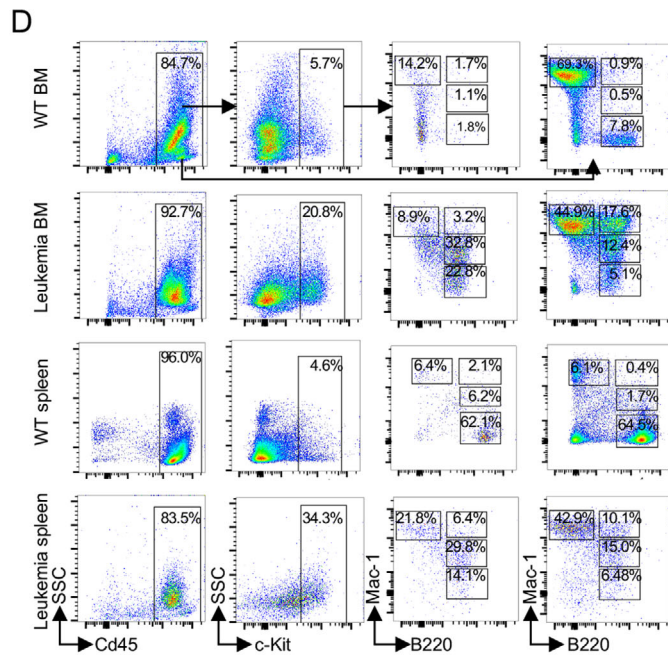 D
WT BM
84.7%
5.7%
14.2% 1.7%
1.1%
1.8%
69.3% 0.9%
0.5%
7.8%
Leukemia BM
92.7%
20.8%
8.9% 3.2%
32.8%
22.8%
44.9% 17.6%
12.4%
5.1%
WT spleen
96.0%
4.6%
6.4% 2.1%
6.2%
62.1%
6.1% 0.4%
1.7%
64.5%
Leukemia spleen
83.5%
34.3%
21.8% 6.4%
29.8%
14.1%
42.9% 10.1%
15.0%
6.48%
SSC
Cd45
SSC
c-Kit
Mac-1
B220
Mac-1
B220